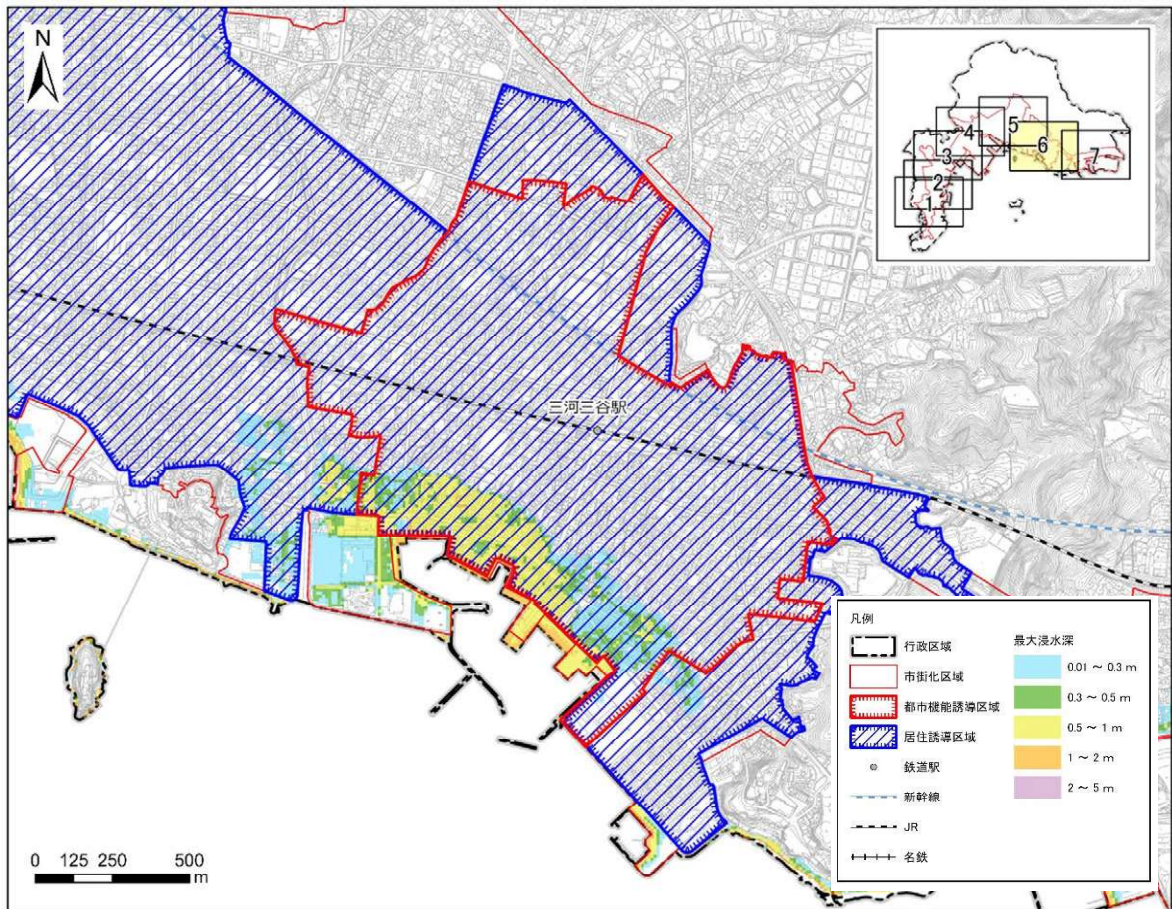 N
5
4
6
3
7
2
1
三河三谷駅
凡例
行政区域
市街化区域
都市機能誘導区域
居住誘導区域
鉄道駅
新幹線
JR
名鉄
最大浸水深
0.01 ~ 0.3 m
0.3 ~ 0.5 m
0.5 ~ 1 m
1 ~ 2 m
2 ~ 5 m
0 125 250 500
m